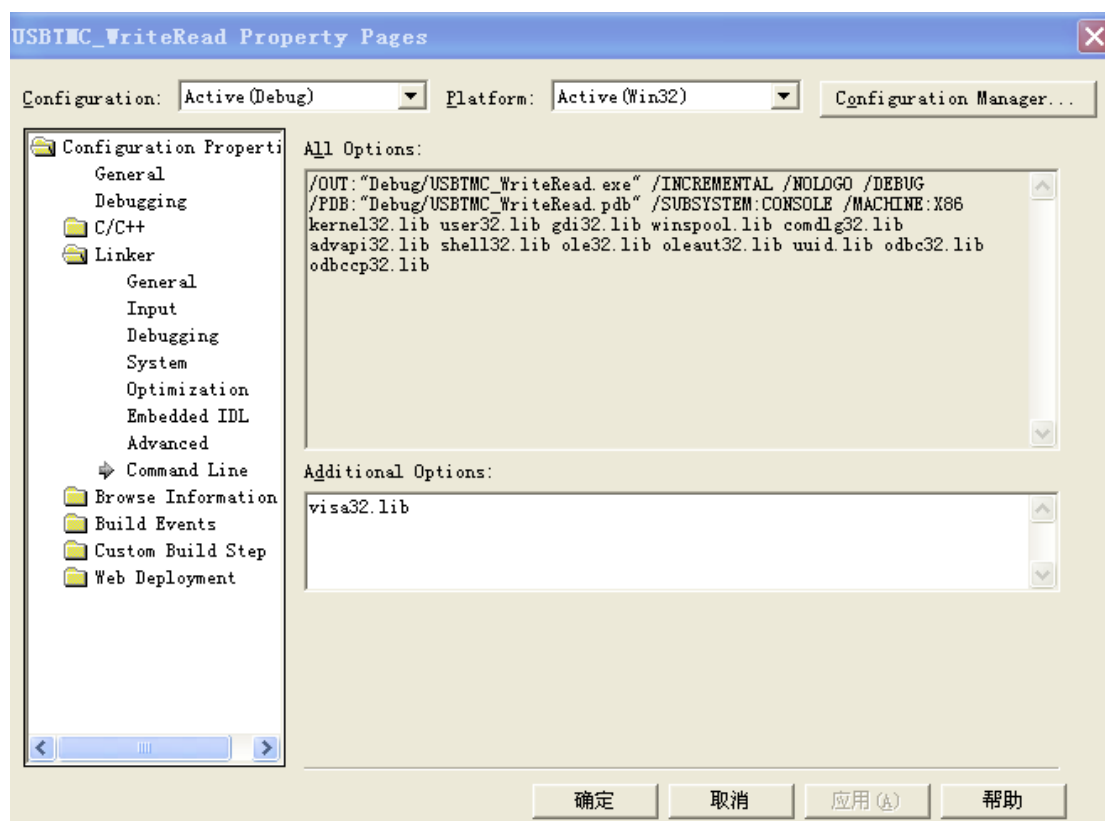 USBTMC_WriteRead Property Pages
Configuration: Active(Debug) Platform: Active(Win32) Configuration Manager...
Configuration Properti
General
Debugging
C/C++
Linker
General
Input
Debugging
System
Optimization
Embedded IDL
Advanced
Command Line
Browse Information
Build Events
Custom Build Step
Web Deployment
All Options:
/OUT:"Debug/USBTMC_WriteRead.exe" /INCREMENTAL /NOLOGO /DEBUG
/PDB:"Debug/USBTMC_WriteRead.pdb" /SUBSYSTEM:CONSOLE /MACHINE:X86
kernel32.lib user32.lib gdi32.lib winspool.lib comdlg32.lib
advapi32.lib shell32.lib ole32.lib oleaut32.lib uuid.lib odbc32.lib
odbccp32.lib
Additional Options:
visa32.lib
确定 取消 应用(A) 帮助